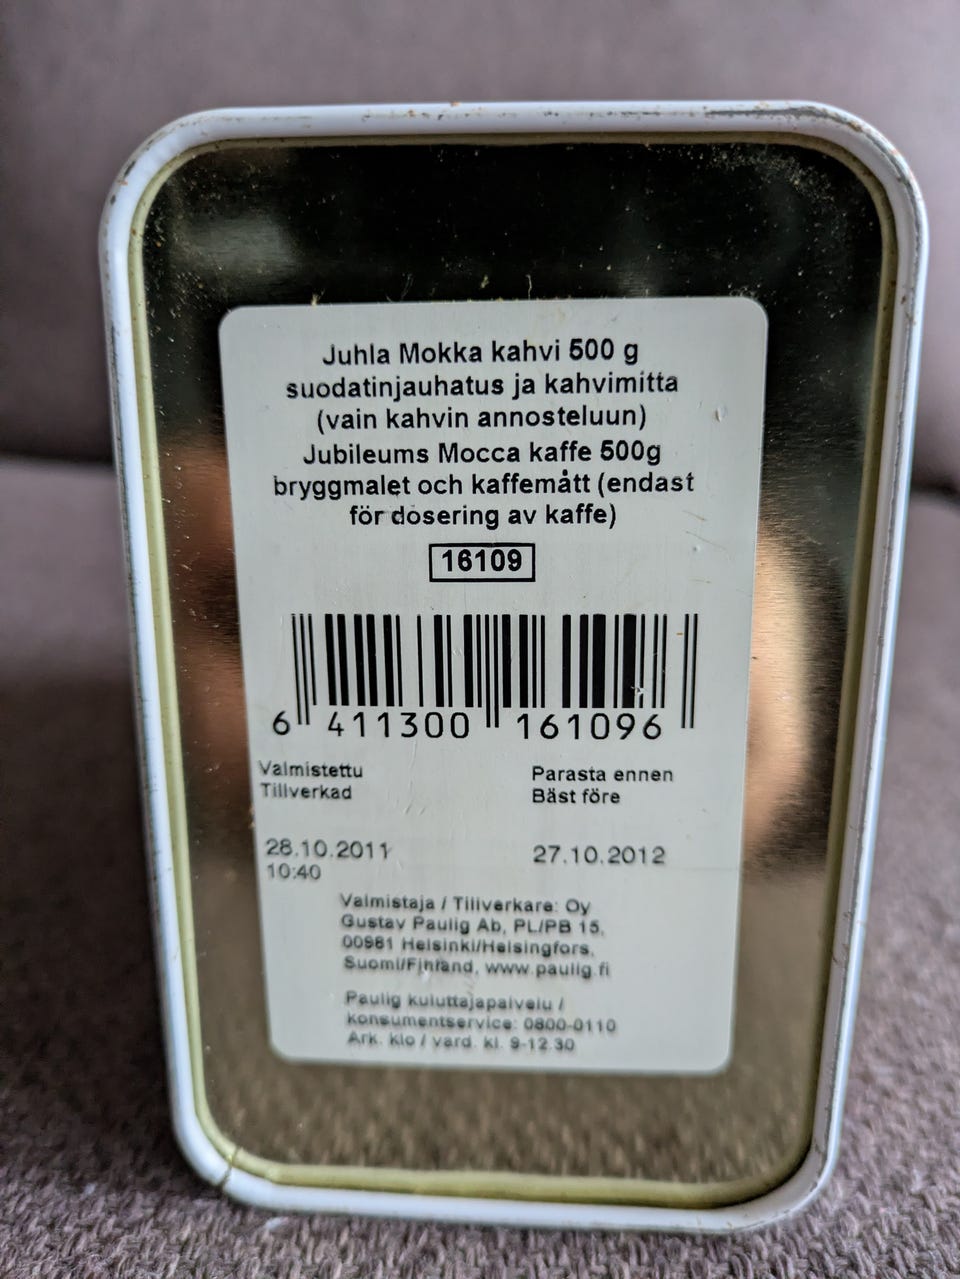 Juhla Mokka kahvi 500 g
suodatinjauhatus ja kahvimitta
(vain kahvin annosteluun)
Jubileums Mocca kaffe 500g
bryggmalet och kaffemått (endast
för dosering av kaffe)
16109
6 411300 161096
Valmistettu
Tillverkad
Parasta ennen
Bäst före
28.10.2011
10:40
27.10.2012
Valmistaja / Tillverkare: Oy
Gustav Paulig Ab, PL/PB 15,
00981 Helsinki/Helsingfors,
Suomi/Finland, www.paulig.fi
Paulig kuluttajapalvelu /
konsumentservice: 0800-0110
Ark. klo / vard. kl. 9-12.30